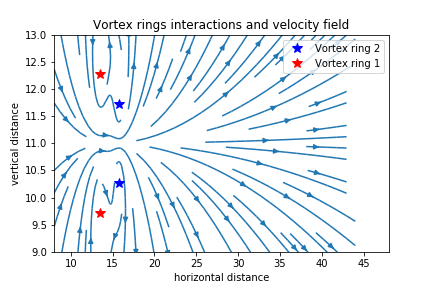 Vortex rings interactions and velocity field
13.0
12.5
12.0
11.5
11.0
10.5
10.0
9.5
9.0
vertical distance
Vortex ring 2
Vortex ring 1
10 15 20 25 30 35 40 45
horizontal distance